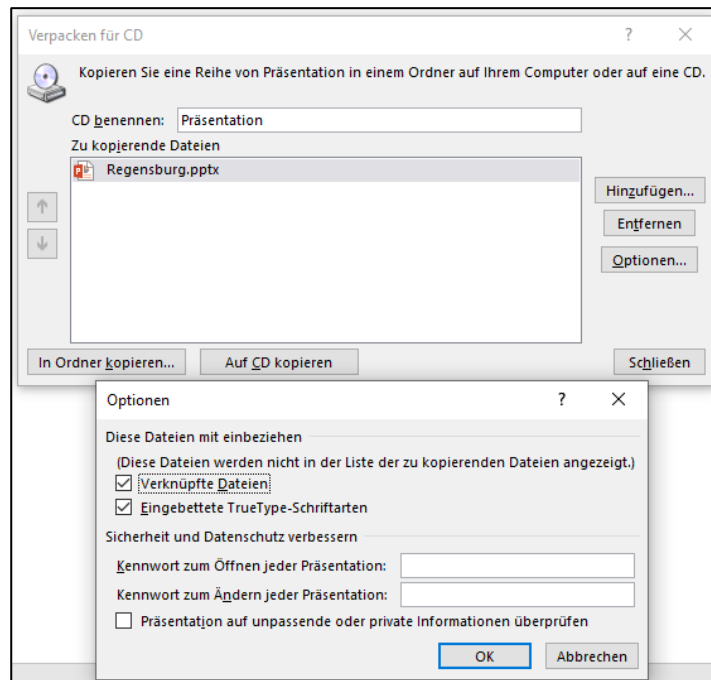 Verpacken für CD
Kopieren Sie eine Reihe von Präsentation in einem Ordner auf Ihrem Computer oder auf eine CD.
CD benennen: Präsentation
Zu kopierende Dateien
Regensburg.pptx
Hinzufügen...
Entfernen
Optionen...
In Ordner kopieren... Auf CD kopieren Schließen
Optionen
Diese Dateien mit einbeziehen
(Diese Dateien werden nicht in der Liste der zu kopierenden Dateien angezeigt.)
Verknüpfte Dateien
Eingebettete TrueType-Schriftarten
Sicherheit und Datenschutz verbessern
Kennwort zum Öffnen jeder Präsentation:
Kennwort zum Ändern jeder Präsentation:
Präsentation auf unpassende oder private Informationen überprüfen
OK Abbrechen